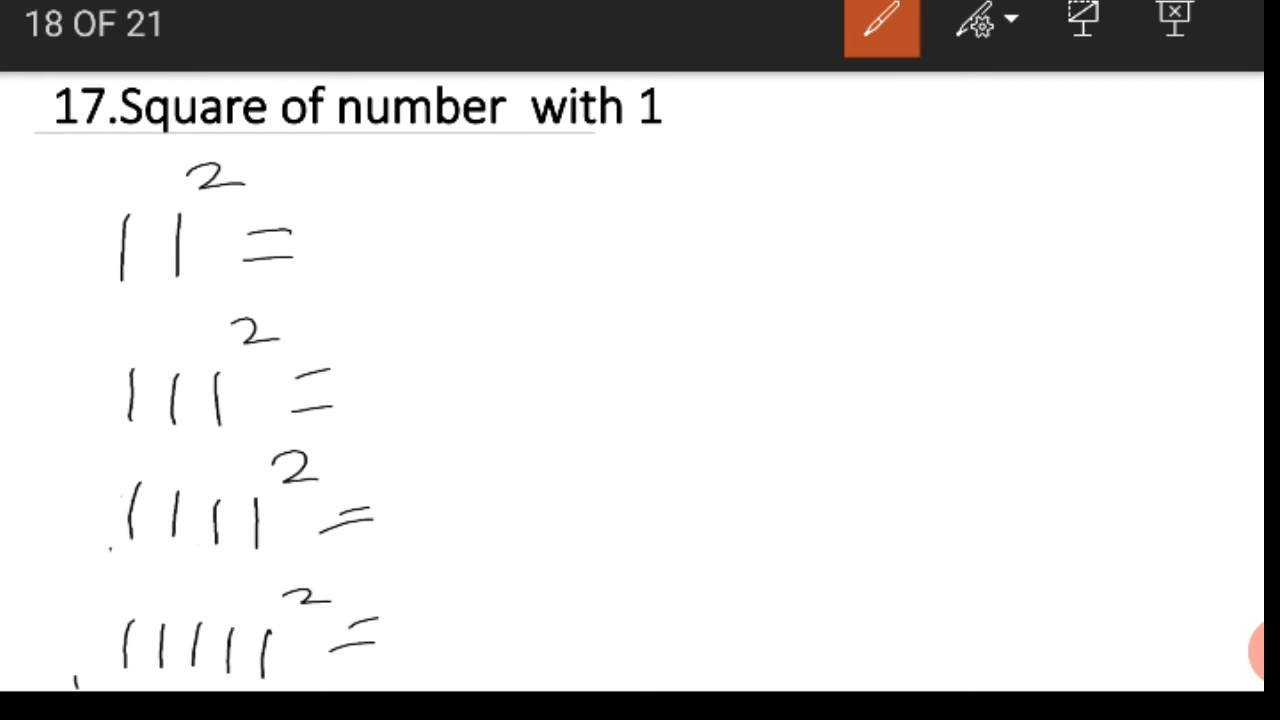 18 OF 21
17.Square of number with 1
11² =
111² =
1111² =
11111² =